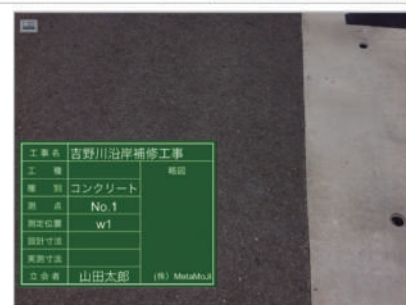 工事名 吉野川沿岸補修工事
工種 略図
種別 コンクリート
測点 No.1
測定位置 w1
設計寸法
実測寸法
立会者 山田太郎 (株) MetaMoJi